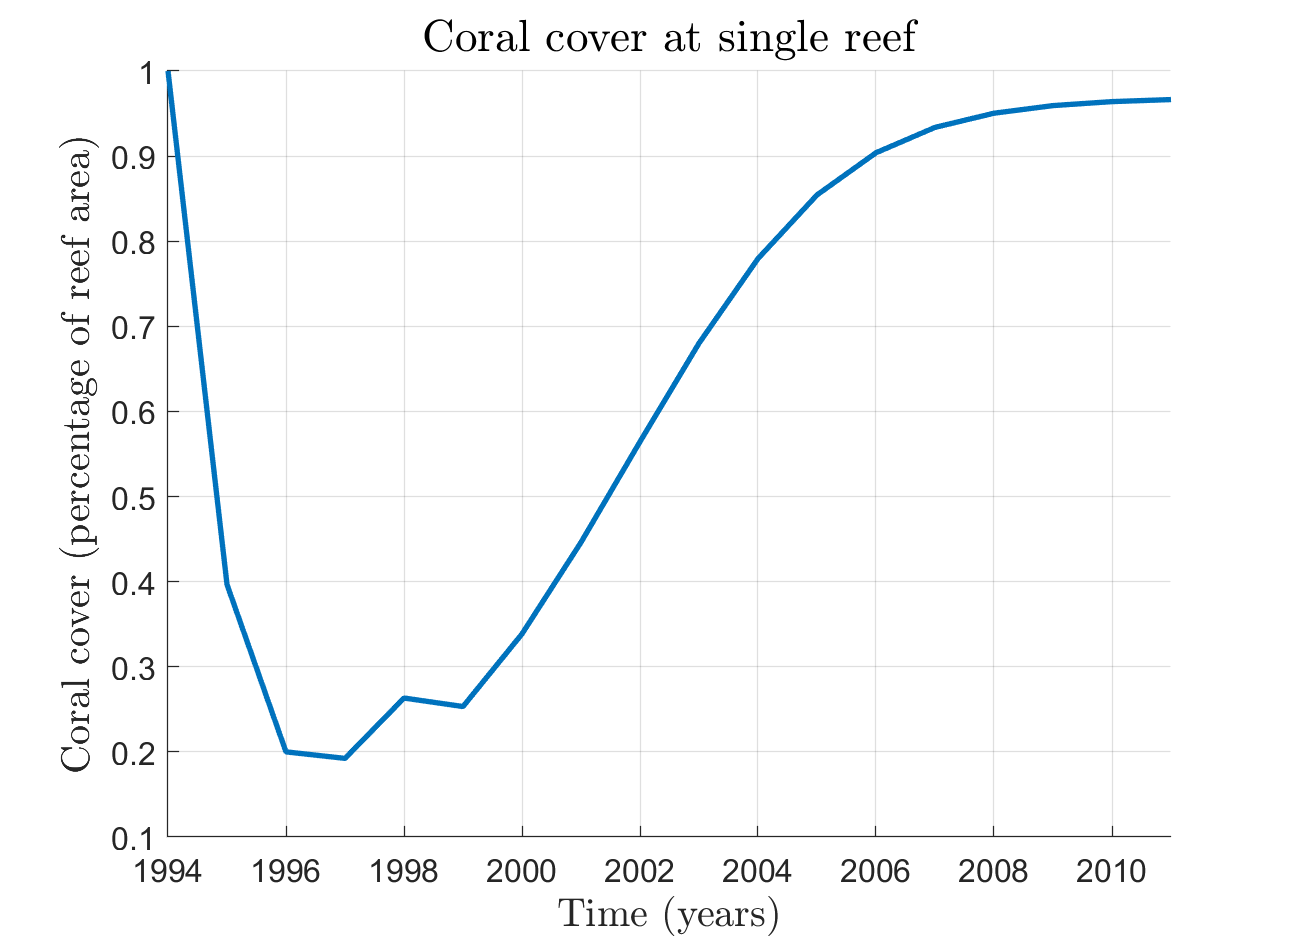 Coral cover at single reef
Coral cover (percentage of reef area)
1
0.9
0.8
0.7
0.6
0.5
0.4
0.3
0.2
0.1
1994 1996 1998 2000 2002 2004 2006 2008 2010
Time (years)